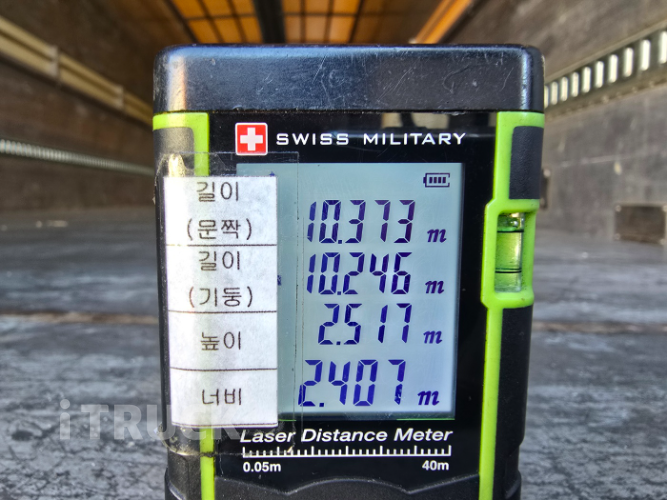 SWISS MILITARY
길이
(문짝)
10.373 m
길이
(기둥)
10.246 m
높이
2.517 m
너비
2.407 m
iTRUCK
Laser Distance Meter
0.05m 40m